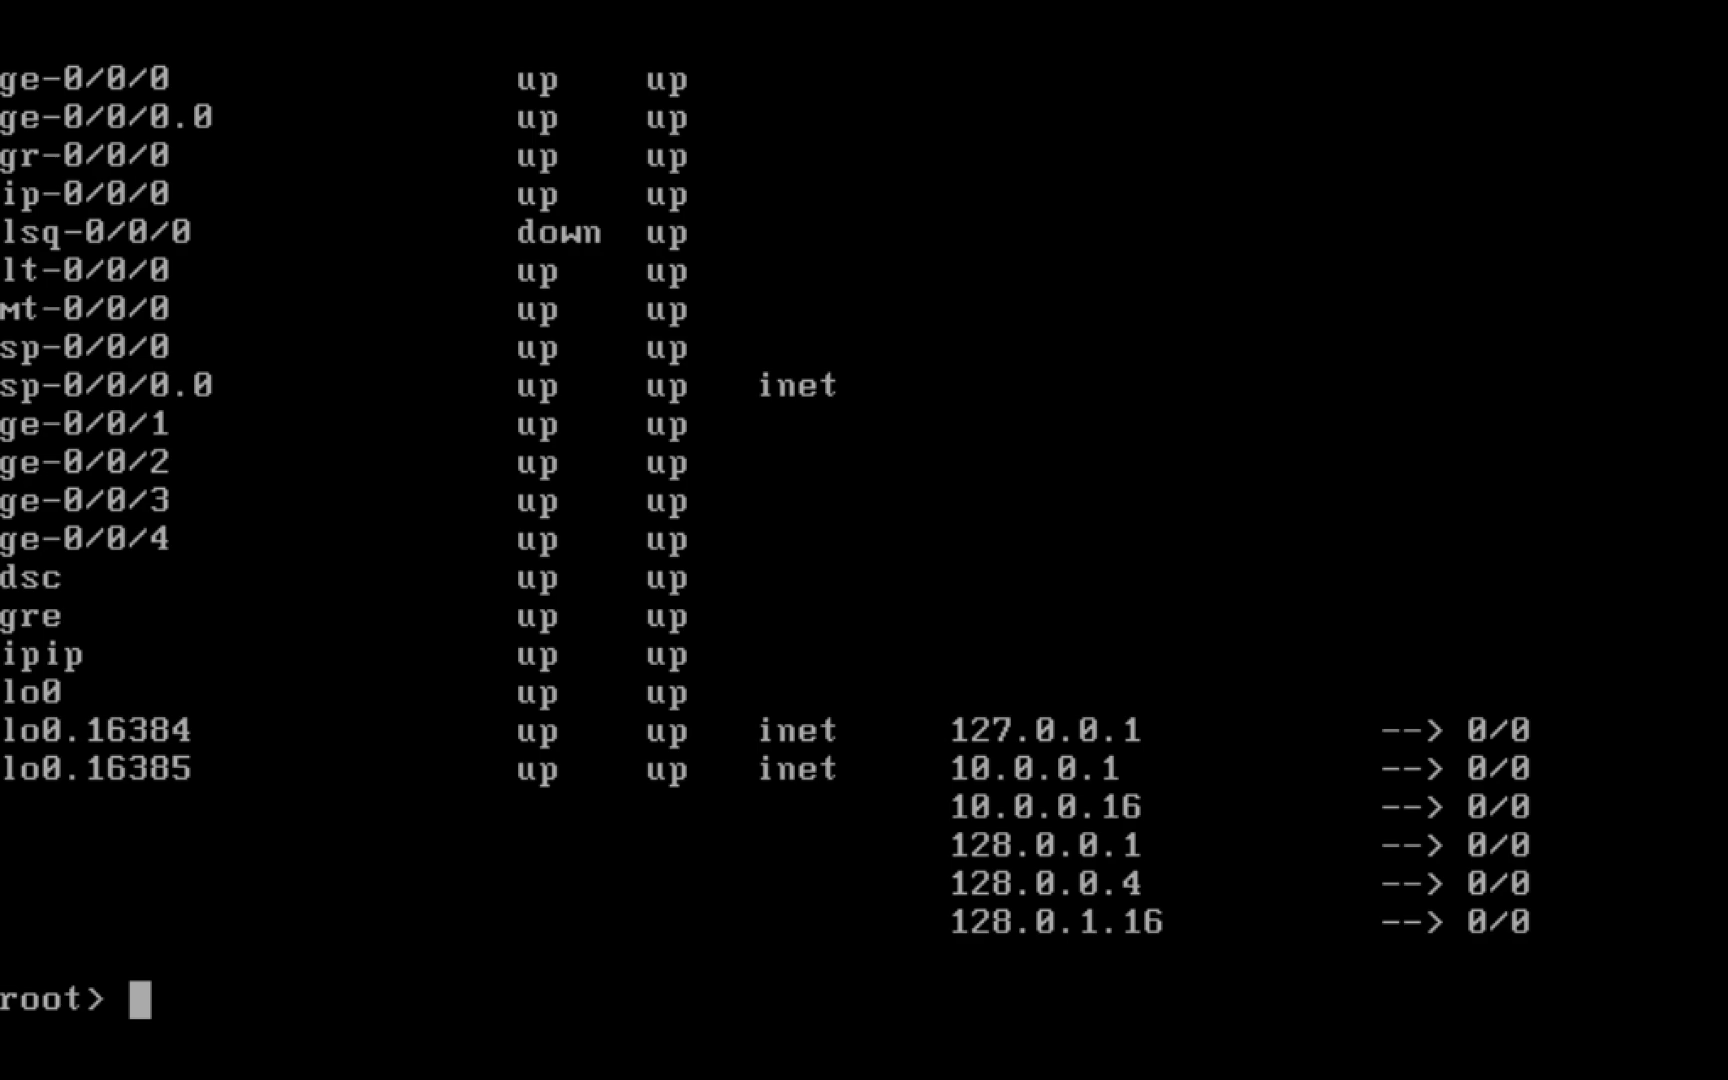 ge-0/0/0 up up
ge-0/0/0.0 up up
gr-0/0/0 up up
ip-0/0/0 up up
lsq-0/0/0 down up
lt-0/0/0 up up
mt-0/0/0 up up
sp-0/0/0 up up
sp-0/0/0.0 up up inet
ge-0/0/1 up up
ge-0/0/2 up up
ge-0/0/3 up up
ge-0/0/4 up up
dsc up up
gre up up
ipip up up
lo0 up up
lo0.16384 up up inet 127.0.0.1 --> 0/0
lo0.16385 up up inet 10.0.0.1 --> 0/0
10.0.0.16 --> 0/0
128.0.0.1 --> 0/0
128.0.0.4 --> 0/0
128.0.1.16 --> 0/0
root>